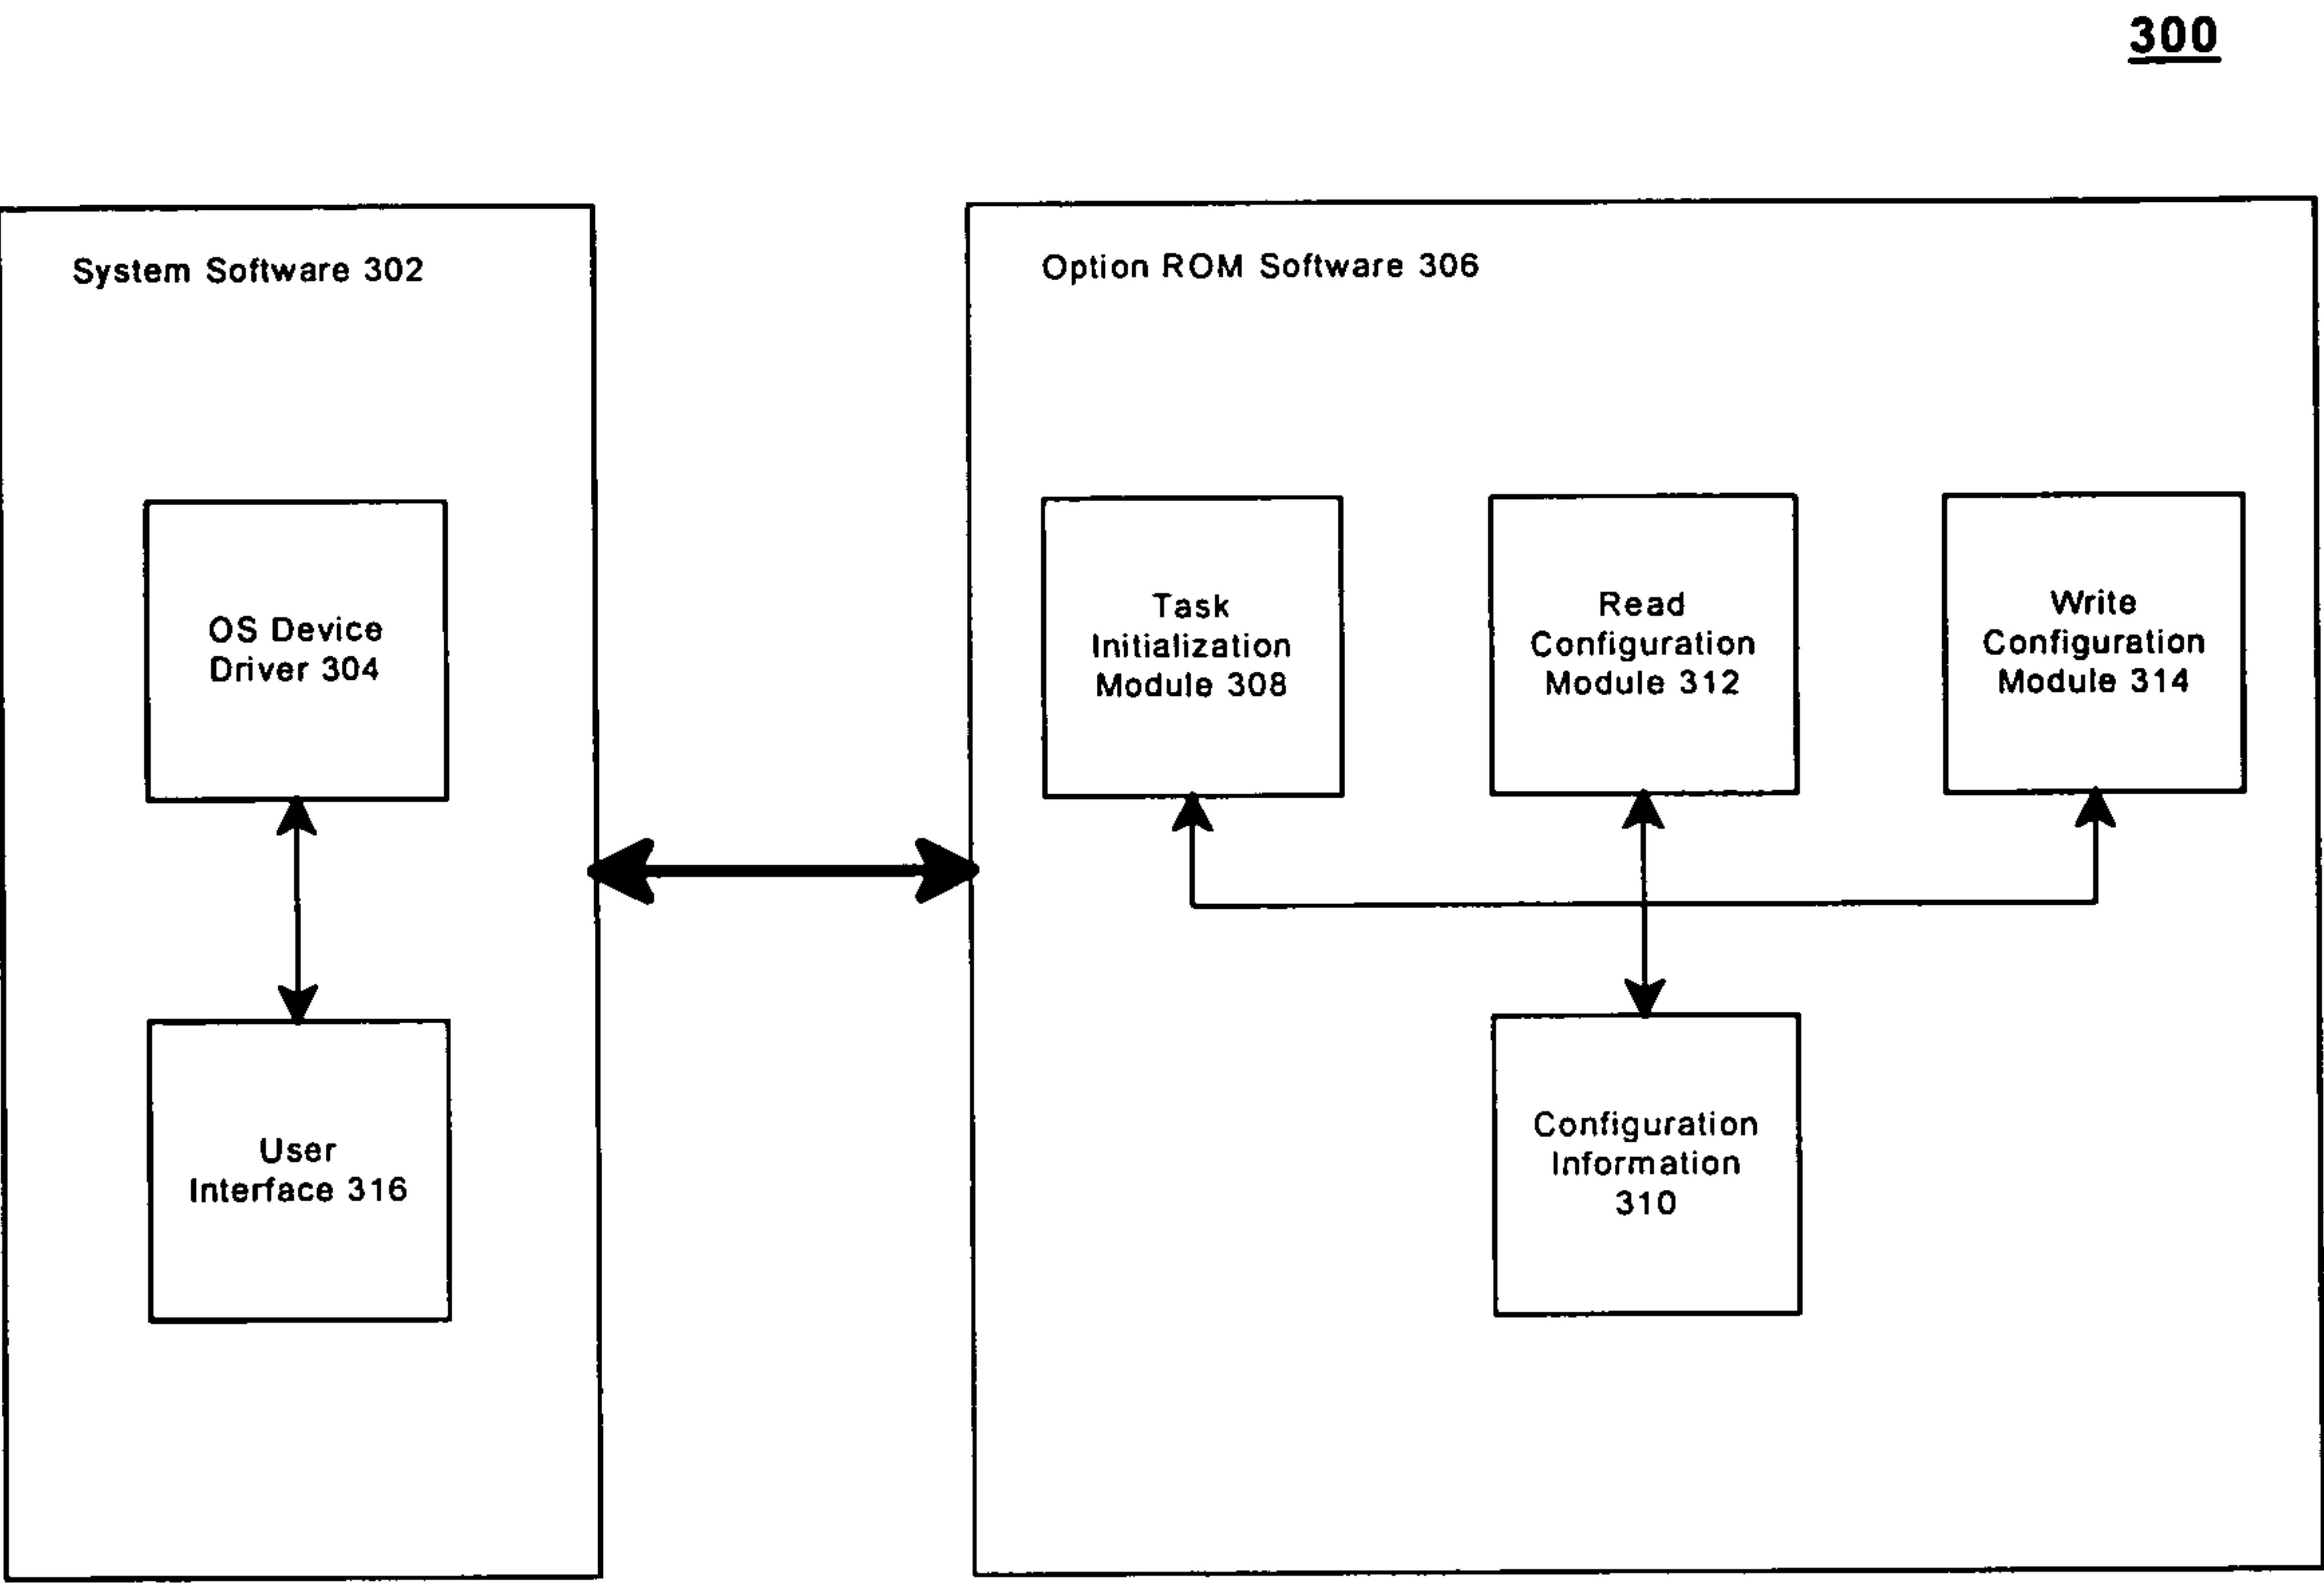 300
System Software 302
Option ROM Software 306
OS Device
Driver 304
Task
Initialization
Module 308
Read
Configuration
Module 312
Write
Configuration
Module 314
User
Interface 316
Configuration
Information
310